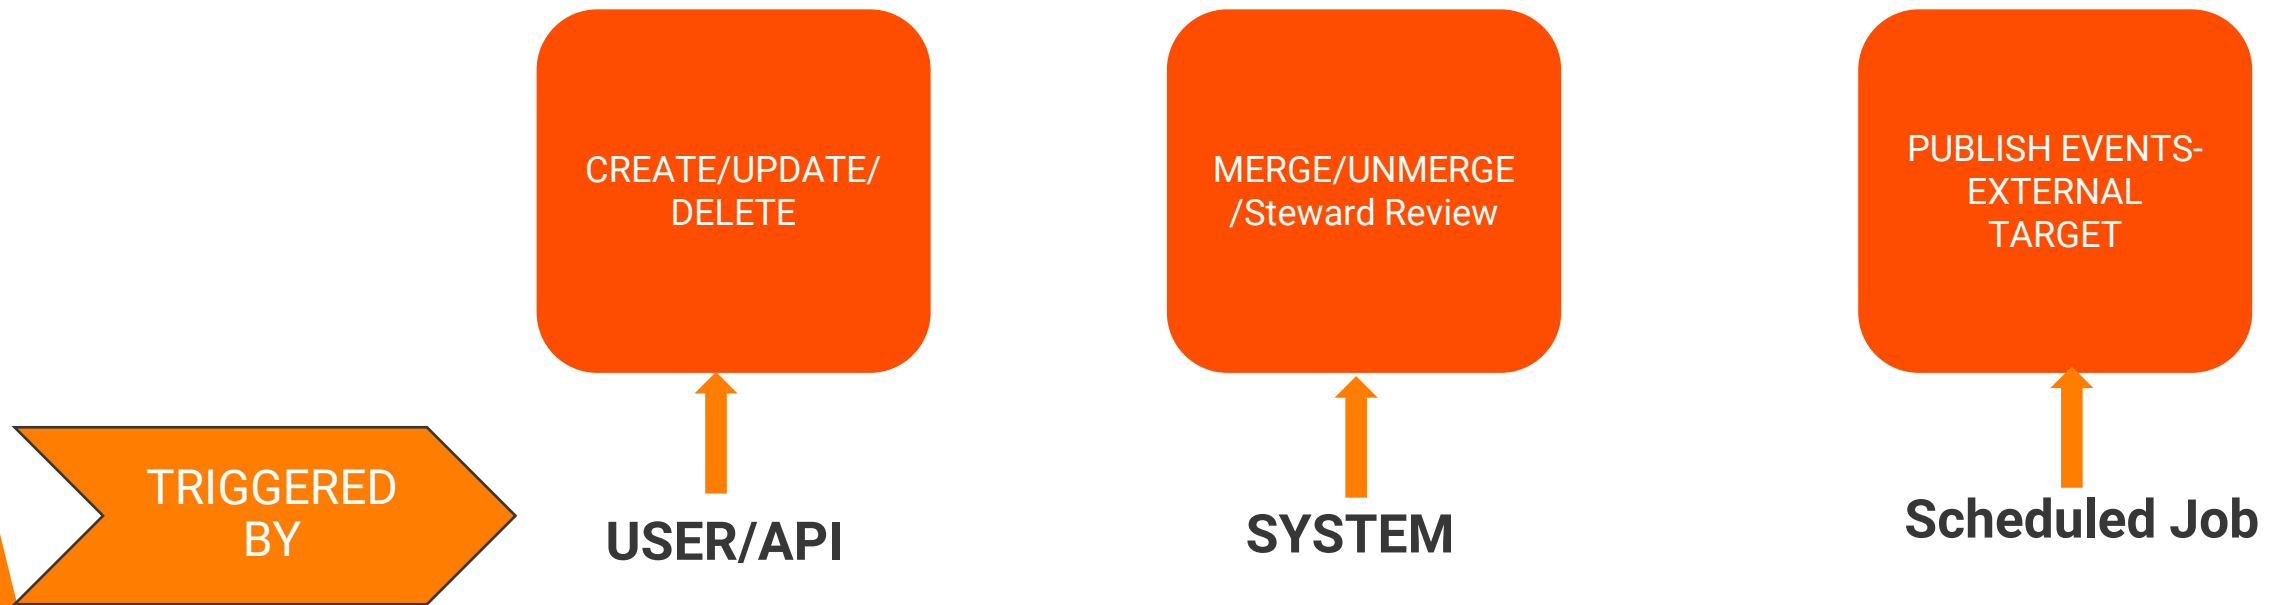 CREATE/UPDATE/
DELETE
MERGE/UNMERGE
/Steward Review
PUBLISH EVENTS-
EXTERNAL
TARGET
TRIGGERED
BY
USER/API
SYSTEM
Scheduled Job